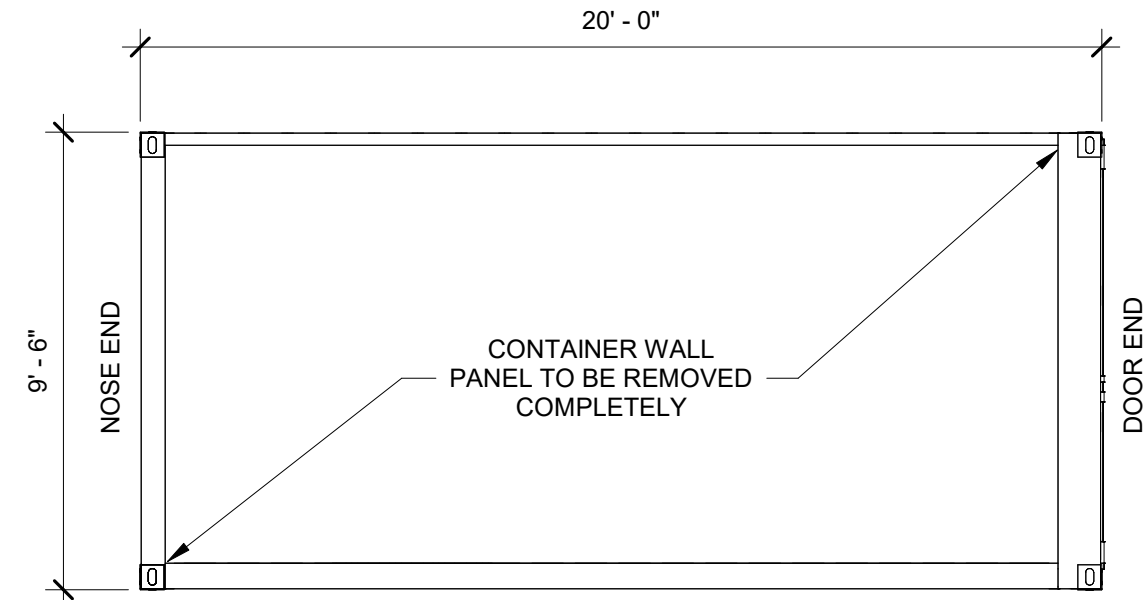 20' - 0"
9' - 6"
NOSE END
CONTAINER WALL
PANEL TO BE REMOVED
COMPLETELY
DOOR END